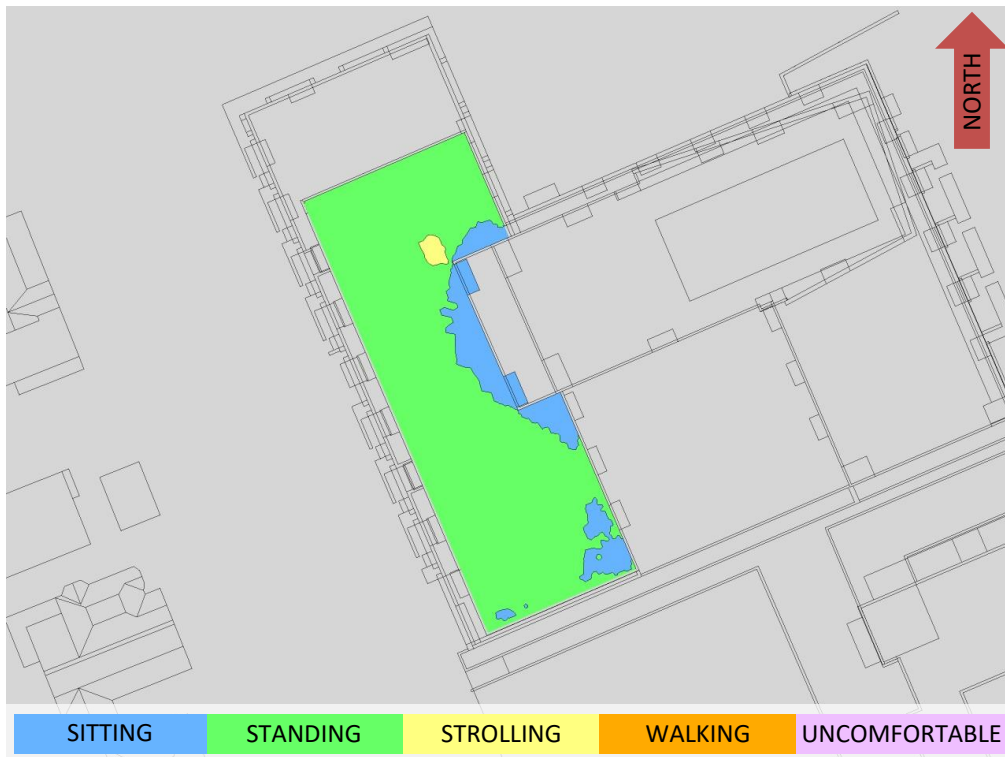 NORTH
SITTING
STANDING
STROLLING
WALKING
UNCOMFORTABLE